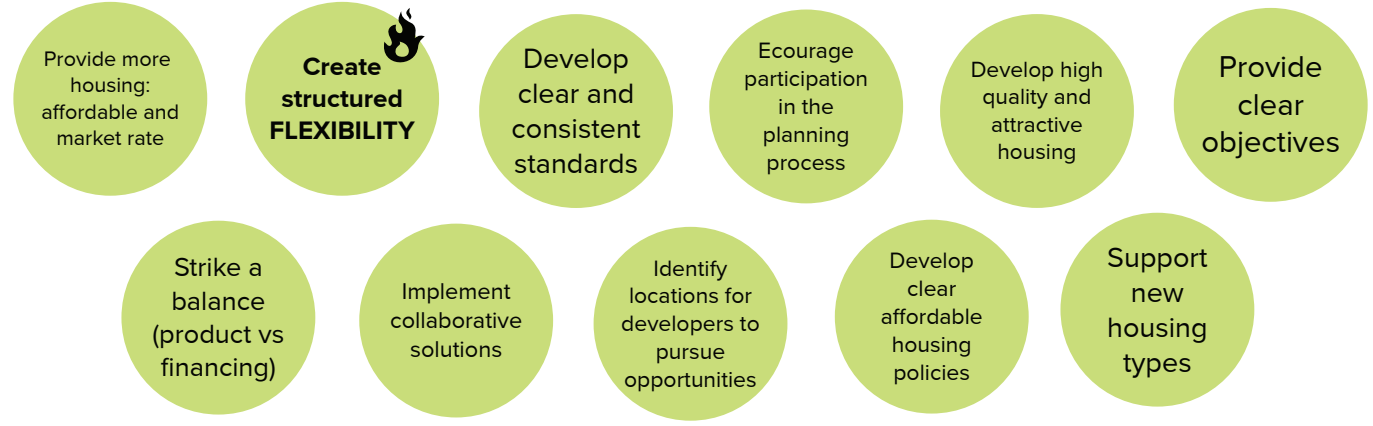 Provide more
housing:
affordable and
market rate
Create
structured
FLEXIBILITY
Develop
clear and
consistent
standards
Ecourage
participation
in the
planning
process
Develop high
quality and
attractive
housing
Provide
clear
objectives
Strike a
balance
(product vs
financing)
Implement
collaborative
solutions
Identify
locations for
developers to
pursue
opportunities
Develop
clear
affordable
housing
policies
Support
new
housing
types